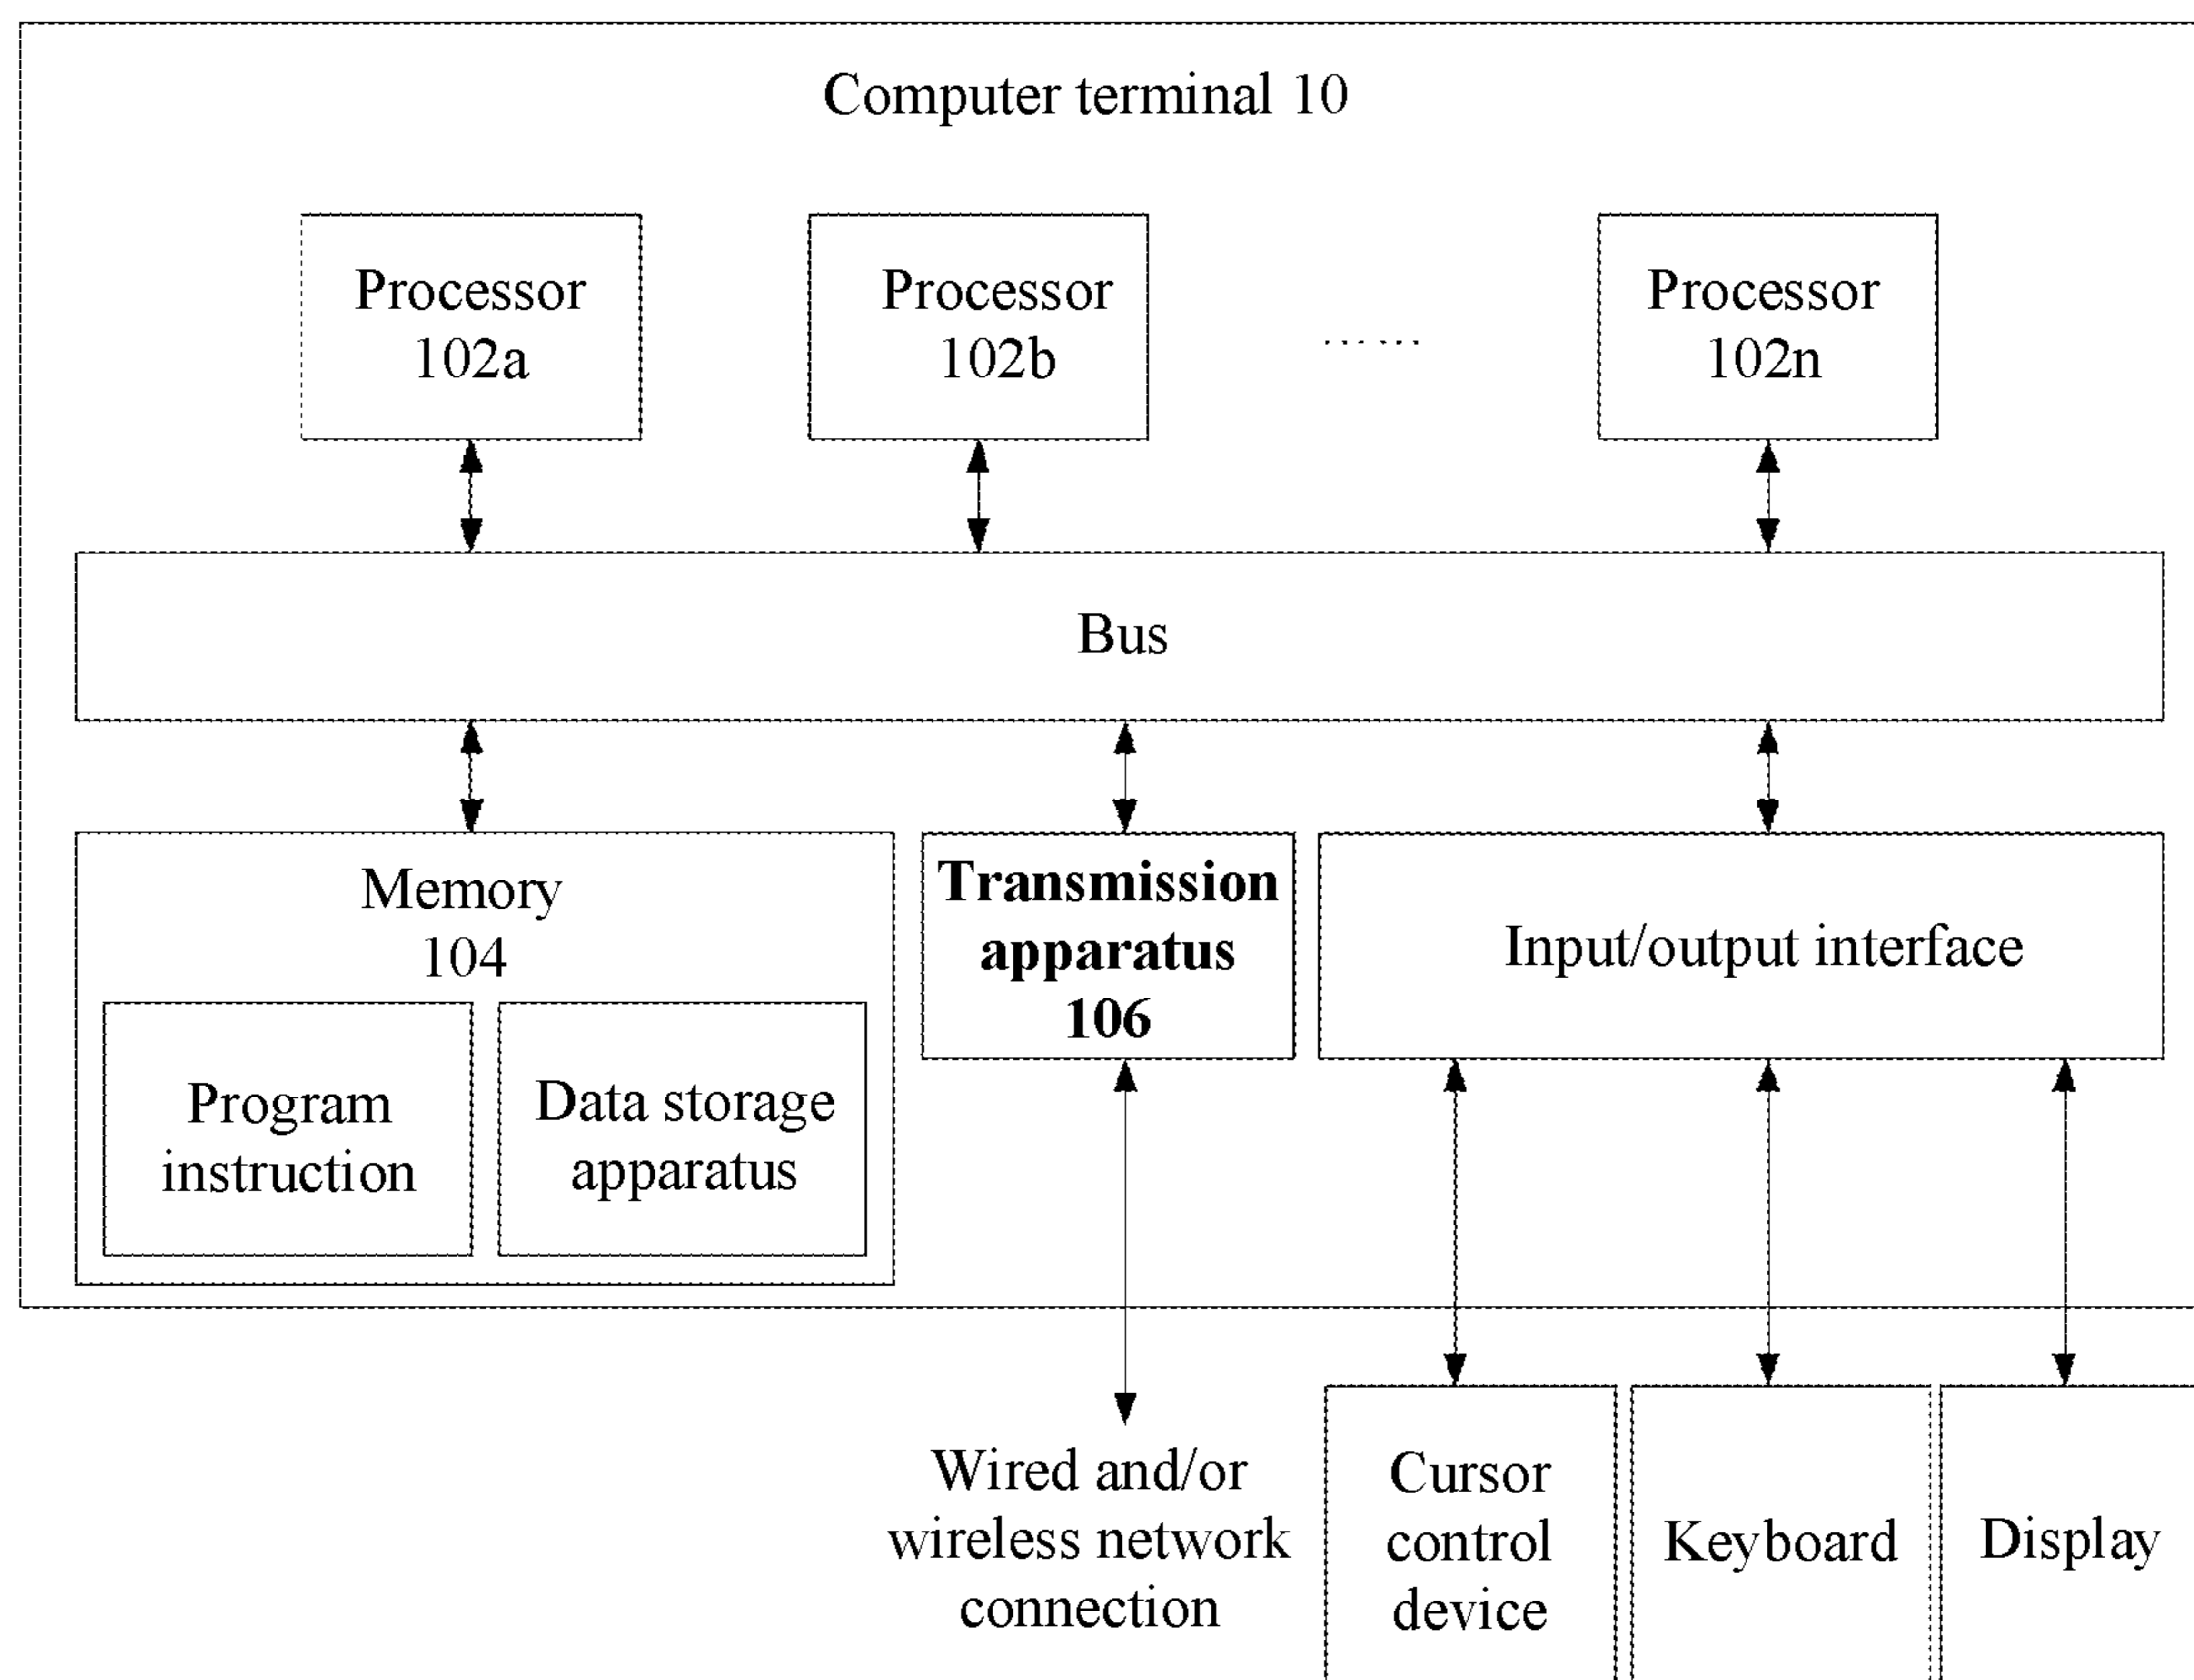 Computer terminal 10
Processor
102a
Processor
102b
......
Processor
102n
Bus
Memory
104
Program
instruction
Data storage
apparatus
Transmission
apparatus
106
Input/output interface
Wired and/or
wireless network
connection
Cursor
control
device
Keyboard
Display